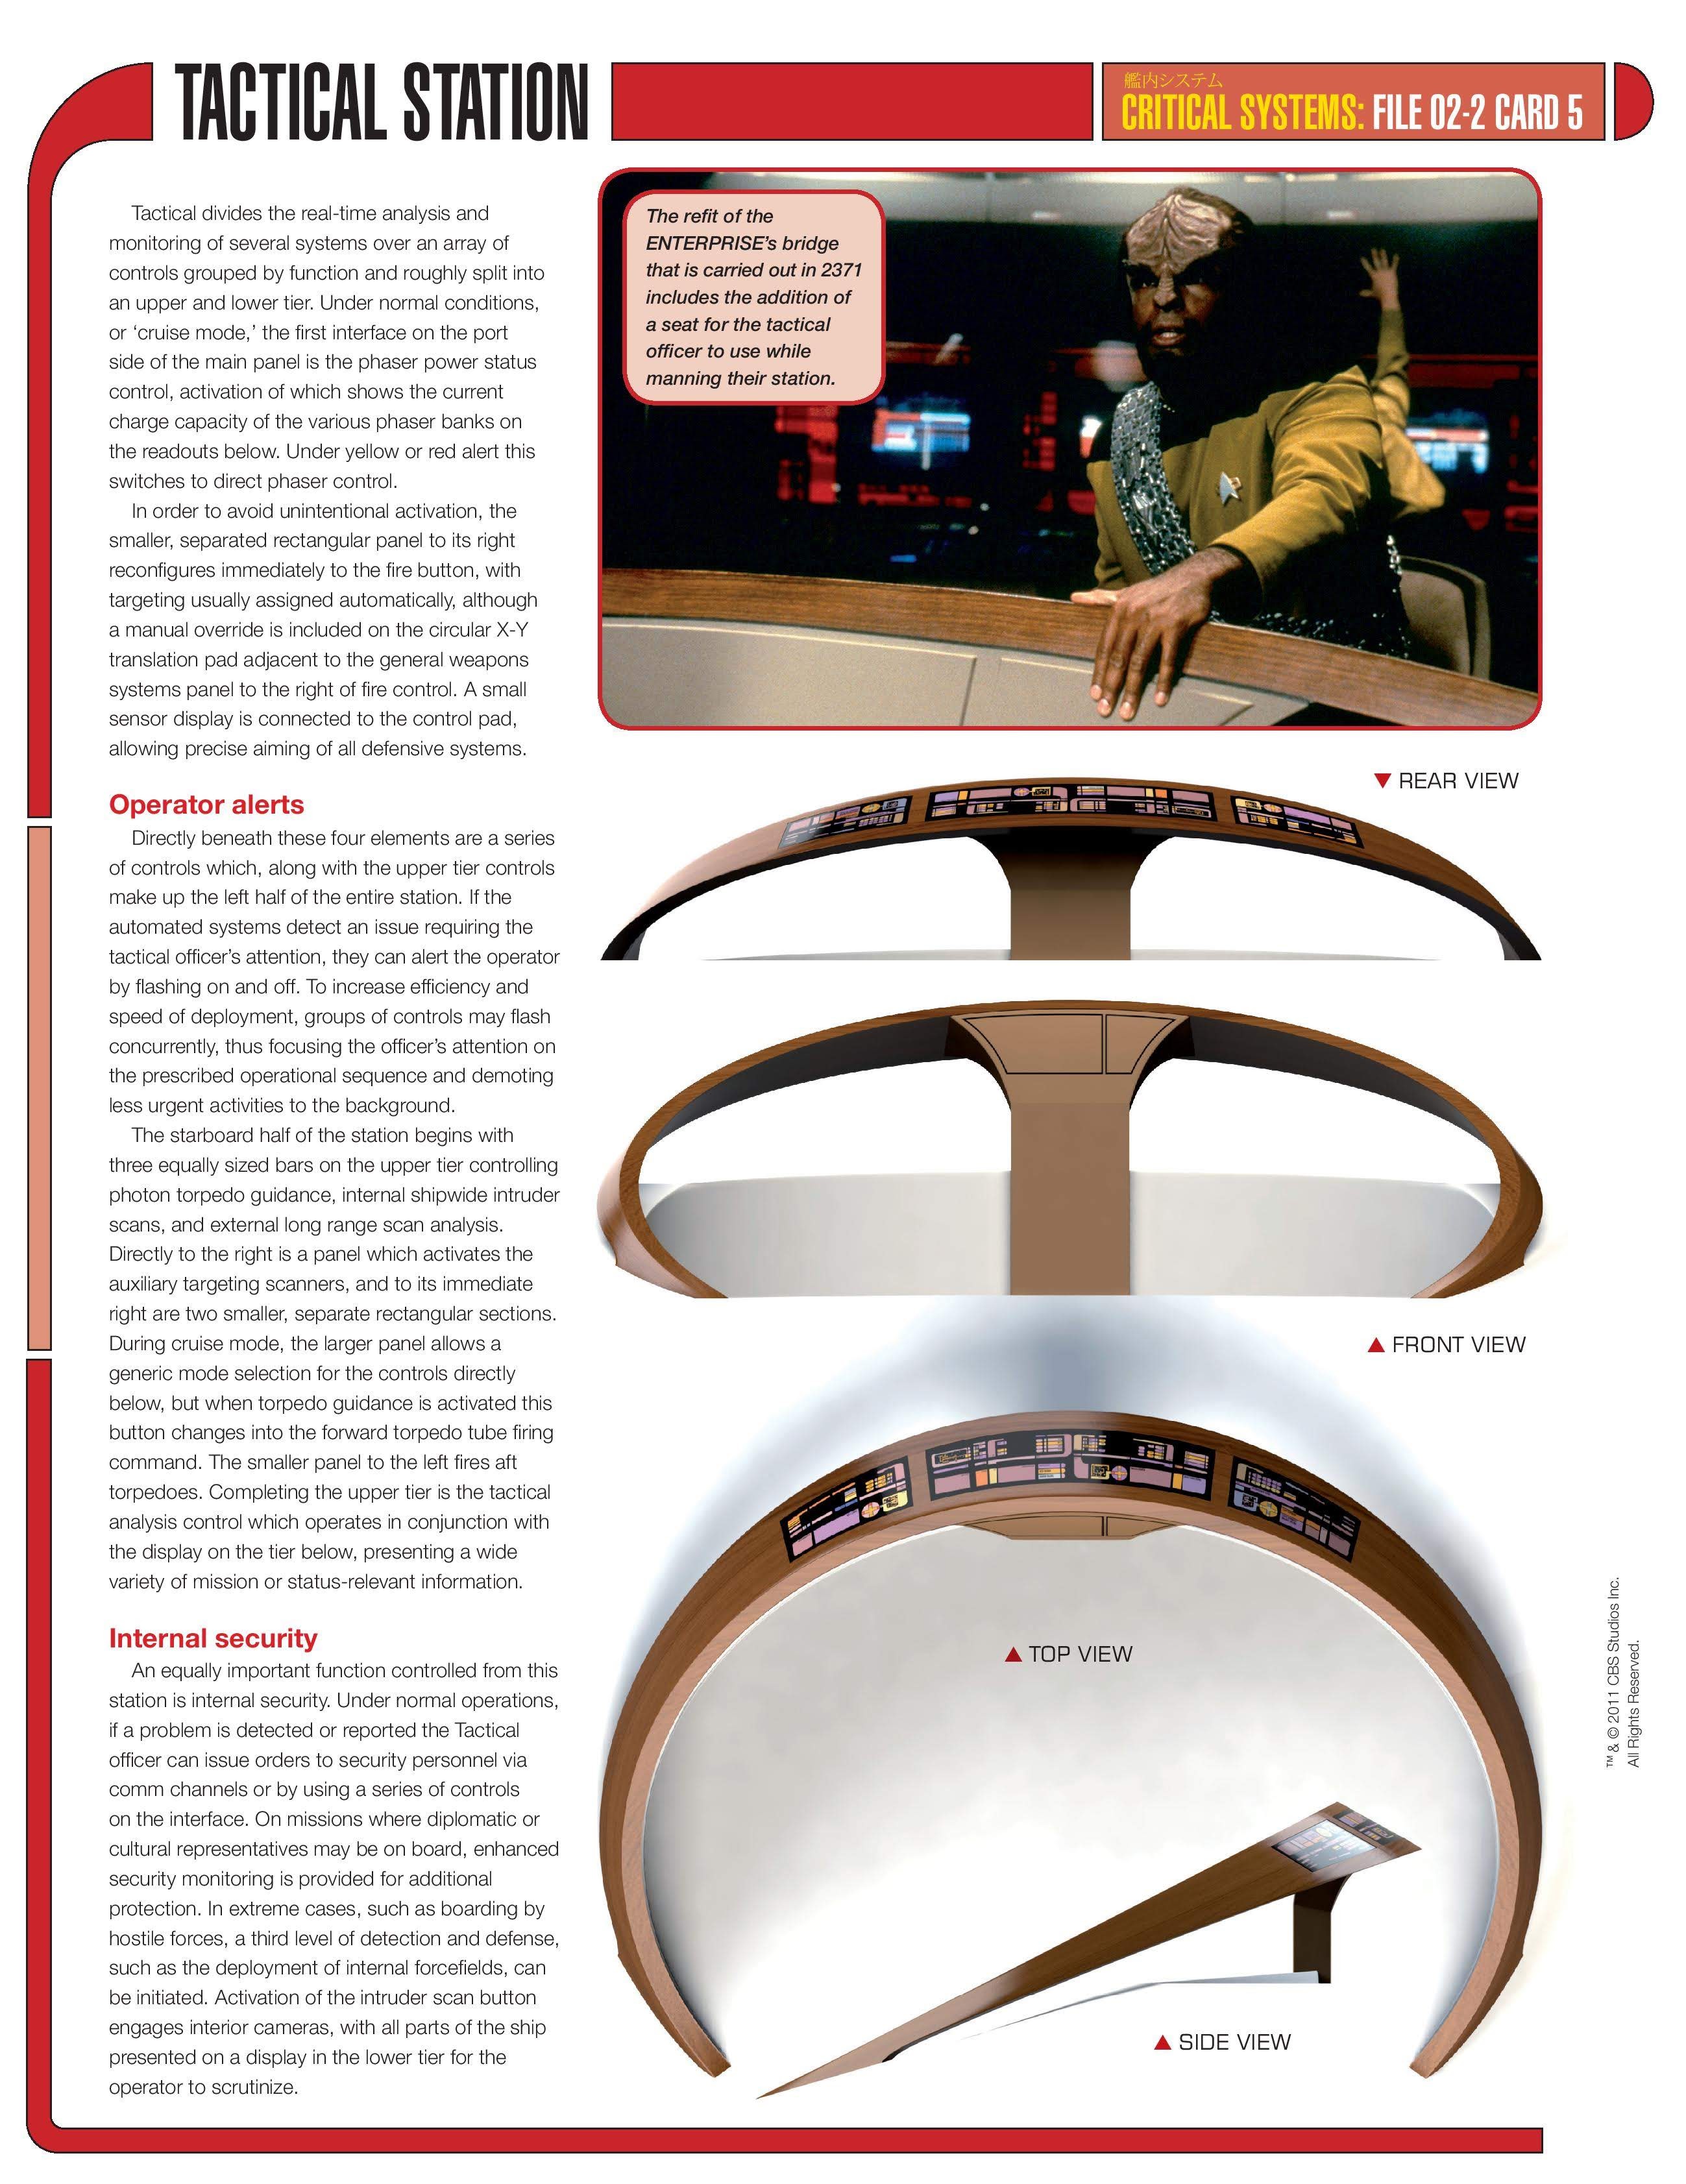 TACTICAL STATION
艦内システム
CRITICAL SYSTEMS: FILE 02-2 CARD 5
Tactical divides the real-time analysis and
monitoring of several systems over an array of
controls grouped by function and roughly split into
an upper and lower tier. Under normal conditions,
or ‘cruise mode,’ the first interface on the port
side of the main panel is the phaser power status
control, activation of which shows the current
charge capacity of the various phaser banks on
the readouts below. Under yellow or red alert this
switches to direct phaser control.
In order to avoid unintentional activation, the
smaller, separated rectangular panel to its right
reconfigures immediately to the fire button, with
targeting usually assigned automatically, although
a manual override is included on the circular X-Y
translation pad adjacent to the general weapons
systems panel to the right of fire control. A small
sensor display is connected to the control pad,
allowing precise aiming of all defensive systems.
Operator alerts
Directly beneath these four elements are a series
of controls which, along with the upper tier controls
make up the left half of the entire station. If the
automated systems detect an issue requiring the
tactical officer’s attention, they can alert the operator
by flashing on and off. To increase efficiency and
speed of deployment, groups of controls may flash
concurrently, thus focusing the officer’s attention on
the prescribed operational sequence and demoting
less urgent activities to the background.
The starboard half of the station begins with
three equally sized bars on the upper tier controlling
photon torpedo guidance, internal shipwide intruder
scans, and external long range scan analysis.
Directly to the right is a panel which activates the
auxiliary targeting scanners, and to its immediate
right are two smaller, separate rectangular sections.
During cruise mode, the larger panel allows a
generic mode selection for the controls directly
below, but when torpedo guidance is activated this
button changes into the forward torpedo tube firing
command. The smaller panel to the left fires aft
torpedoes. Completing the upper tier is the tactical
analysis control which operates in conjunction with
the display on the tier below, presenting a wide
variety of mission or status-relevant information.
Internal security
An equally important function controlled from this
station is internal security. Under normal operations,
if a problem is detected or reported the Tactical
officer can issue orders to security personnel via
comm channels or by using a series of controls
on the interface. On missions where diplomatic or
cultural representatives may be on board, enhanced
security monitoring is provided for additional
protection. In extreme cases, such as boarding by
hostile forces, a third level of detection and defense,
such as the deployment of internal forcefields, can
be initiated. Activation of the intruder scan button
engages interior cameras, with all parts of the ship
presented on a display in the lower tier for the
operator to scrutinize.
The refit of the
ENTERPRISE’s bridge
that is carried out in 2371
includes the addition of
a seat for the tactical
officer to use while
manning their station.
▼ REAR VIEW
▲ FRONT VIEW
▲ TOP VIEW
▲ SIDE VIEW
™ & © 2011 CBS Studios Inc.
All Rights Reserved.